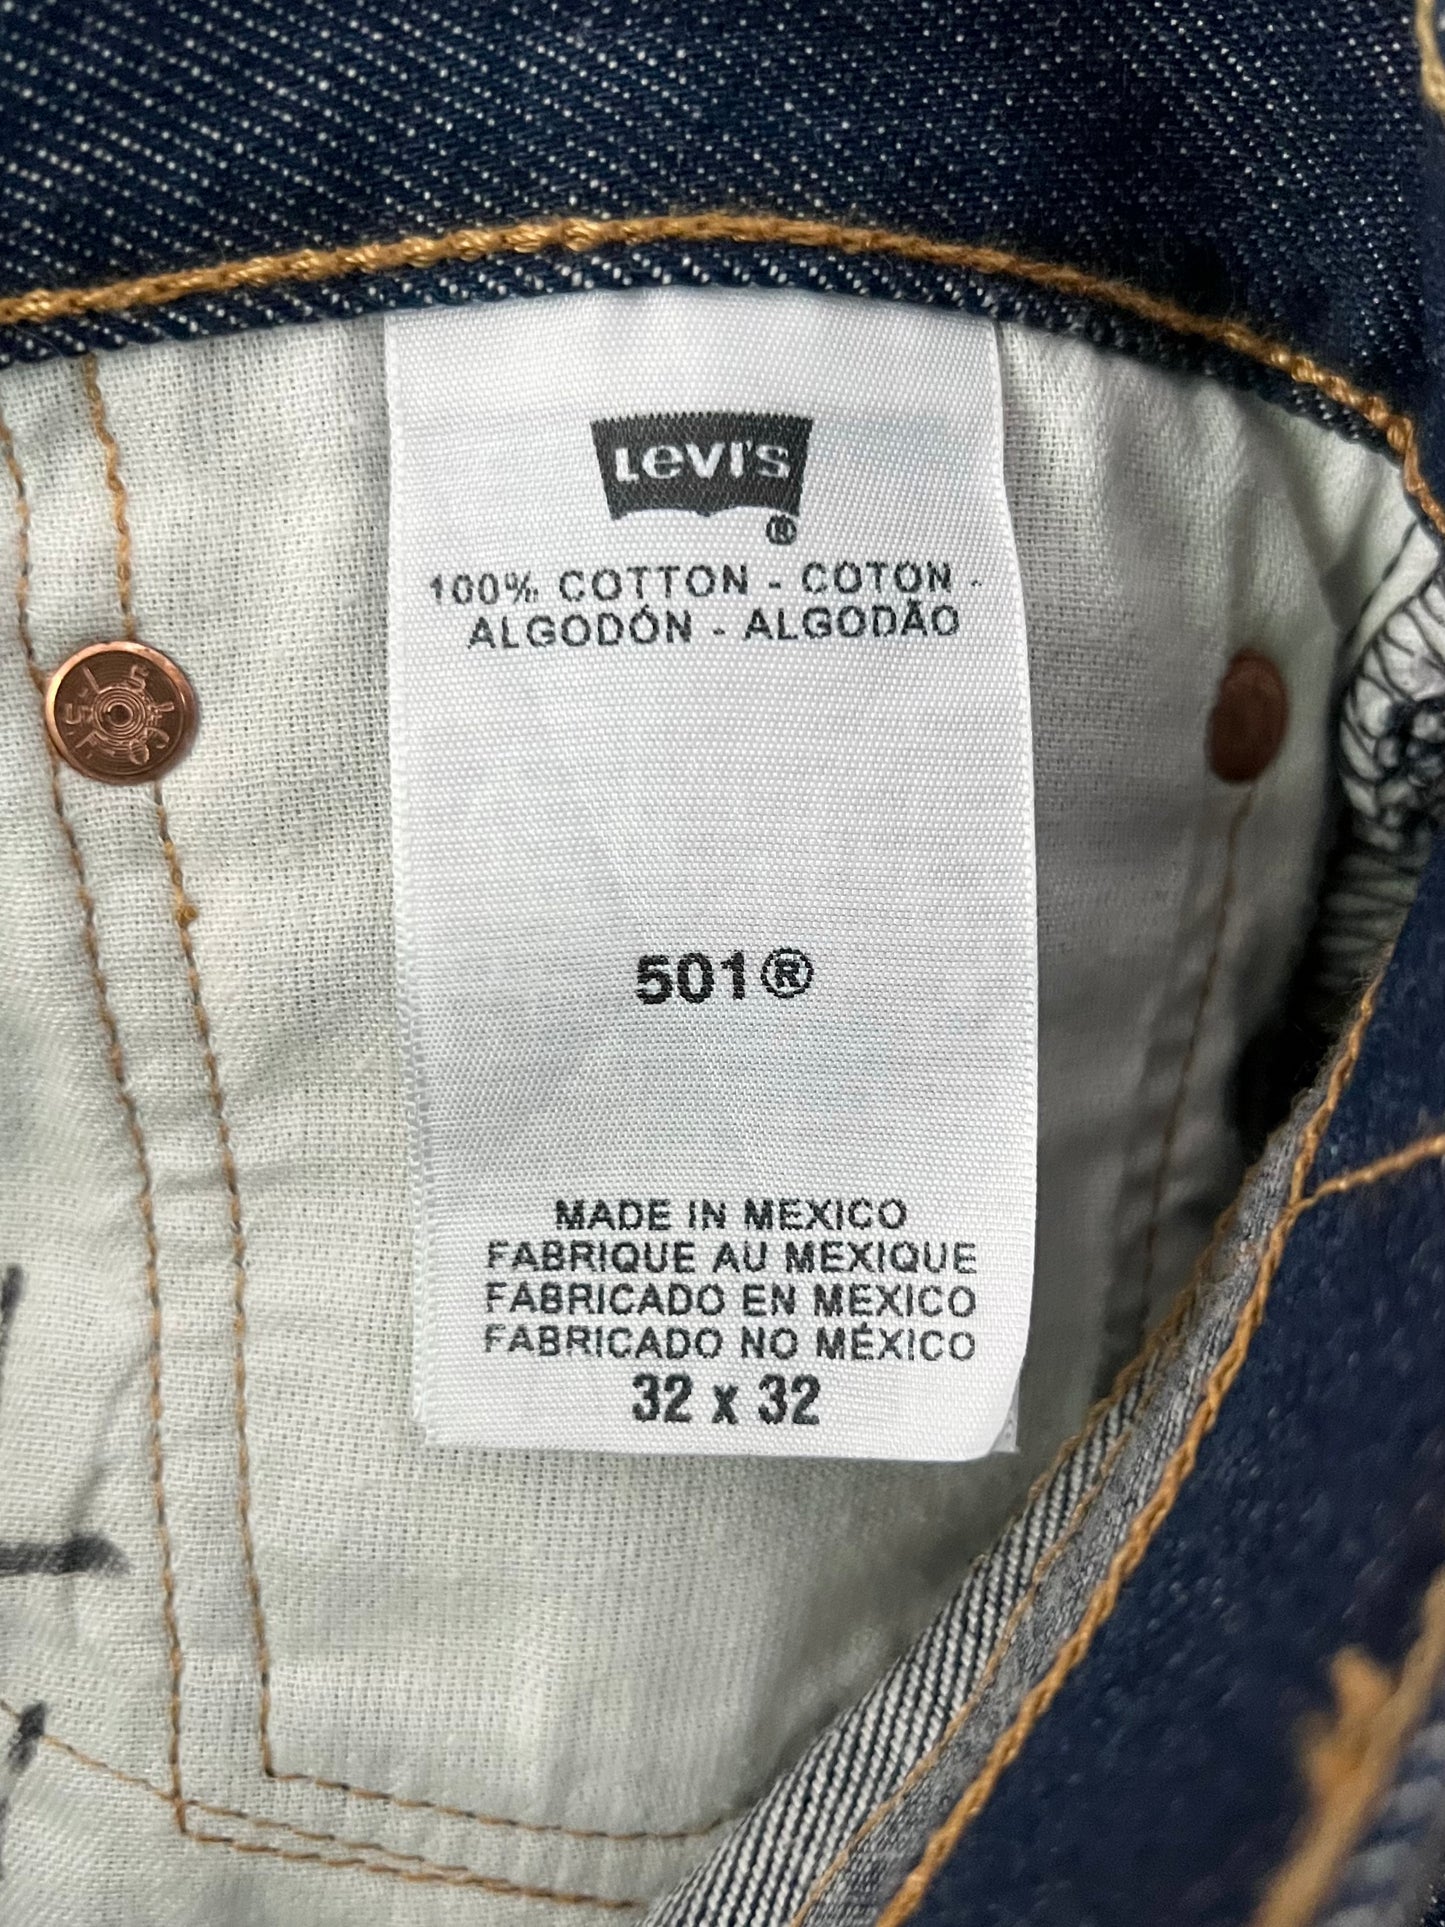 Levi's
®
100% COTTON - COTON -
ALGODÓN - ALGODÃO
501®
MADE IN MEXICO
FABRIQUE AU MEXIQUE
FABRICADO EN MEXICO
FABRICADO NO MÉXICO
32 x 32